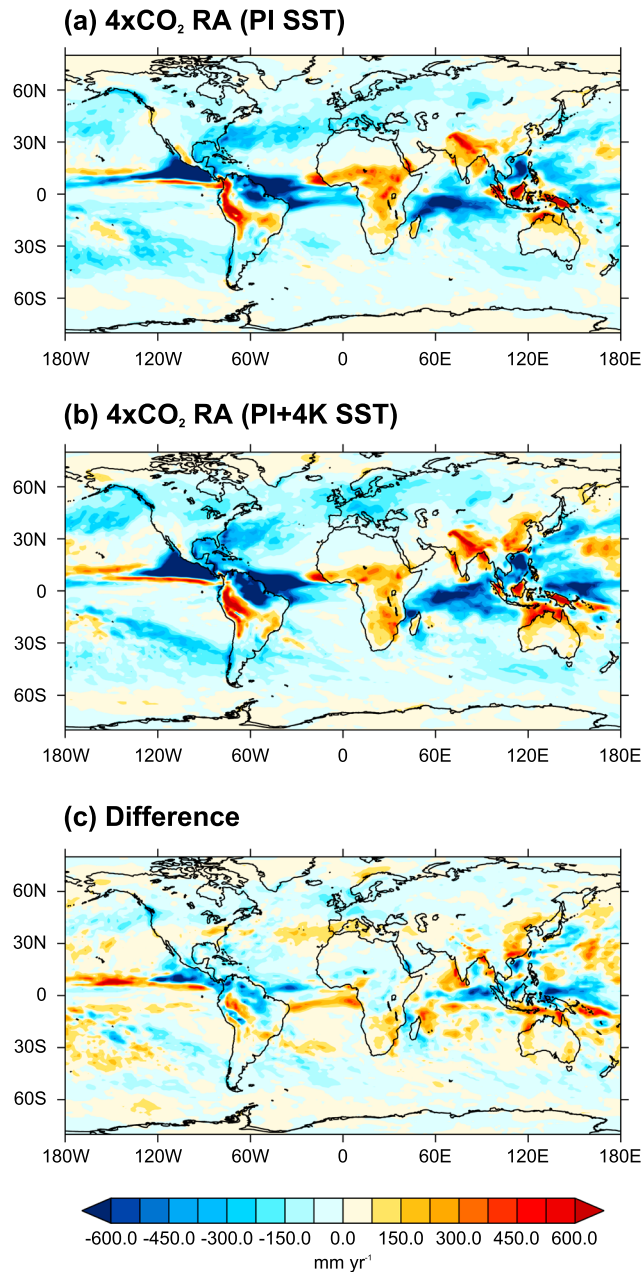 (a) 4xCO₂ RA (PI SST)
60N
30N
0
30S
60S
180W 120W 60W 0 60E 120E 180E
(b) 4xCO₂ RA (PI+4K SST)
60N
30N
0
30S
60S
180W 120W 60W 0 60E 120E 180E
(c) Difference
60N
30N
0
30S
60S
180W 120W 60W 0 60E 120E 180E
-600.0 -450.0 -300.0 -150.0 0.0 150.0 300.0 450.0 600.0
mm yr⁻¹